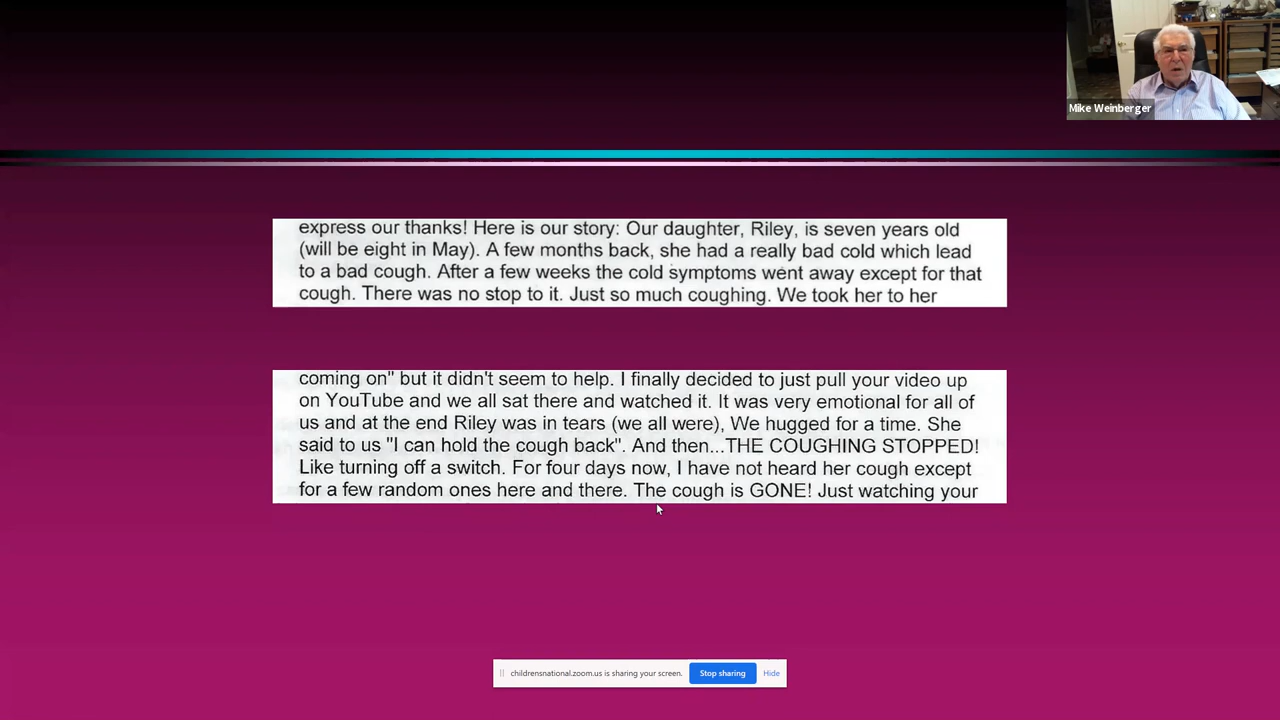 Mike Weinberger
express our thanks! Here is our story: Our daughter, Riley, is seven years old
(will be eight in May). A few months back, she had a really bad cold which lead
to a bad cough. After a few weeks the cold symptoms went away except for that
cough. There was no stop to it. Just so much coughing. We took her to her
coming on" but it didn't seem to help. I finally decided to just pull your video up
on YouTube and we all sat there and watched it. It was very emotional for all of
us and at the end Riley was in tears (we all were), We hugged for a time. She
said to us "I can hold the cough back". And then...THE COUGHING STOPPED!
Like turning off a switch. For four days now, I have not heard her cough except
for a few random ones here and there. The cough is GONE! Just watching your
childrensnational.zoom.us is sharing your screen. Stop sharing Hide